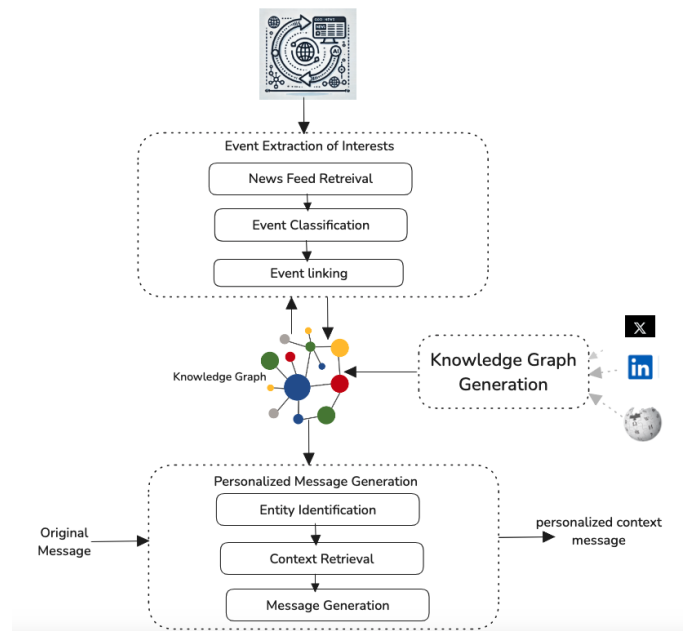 Event Extraction of Interests
News Feed Retreival
Event Classification
Event linking
Knowledge Graph
Knowledge Graph
Generation
X
in
Personalized Message Generation
Entity Identification
Context Retrieval
Message Generation
Original
Message
personalized context
message